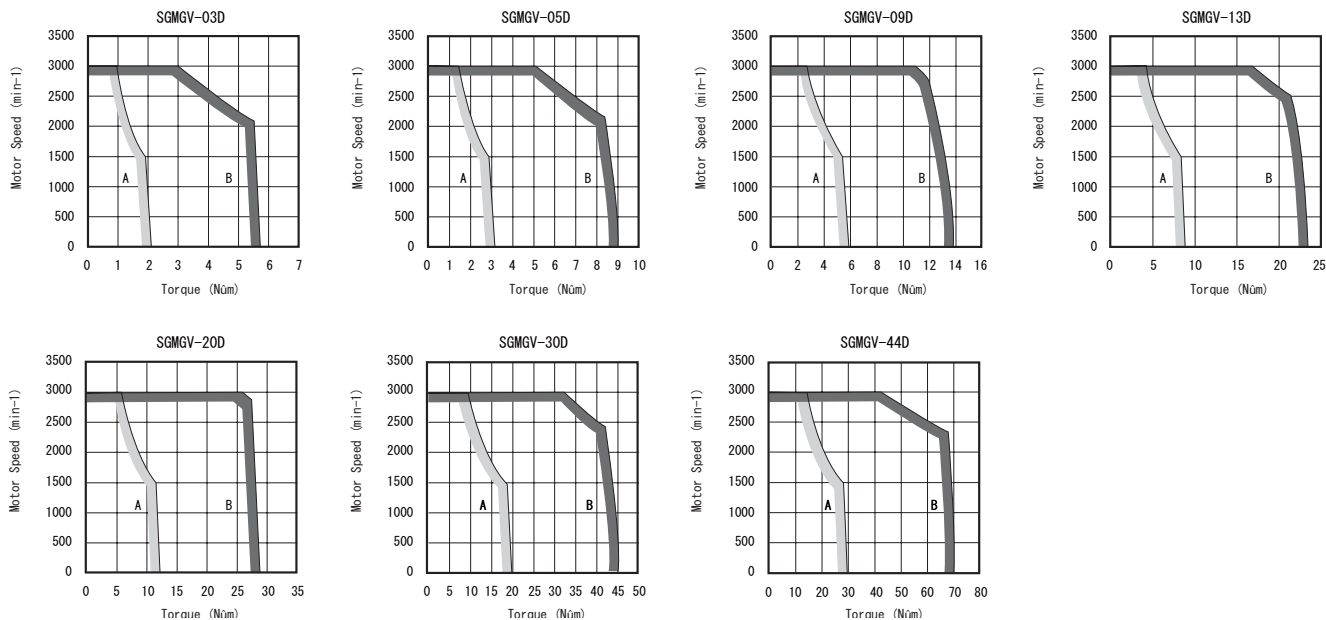 SGMGV-03D
Motor Speed (min-1)
3500
3000
2500
2000
1500
1000
500
0
A
B
0 1 2 3 4 5 6 7
Torque (Nûm)
SGMGV-05D
Motor Speed (min-1)
3500
3000
2500
2000
1500
1000
500
0
A
B
0 1 2 3 4 5 6 7 8 9 10
Torque (Nûm)
SGMGV-09D
Motor Speed (min-1)
3500
3000
2500
2000
1500
1000
500
0
A
B
0 2 4 6 8 10 12 14 16
Torque (Nûm)
SGMGV-13D
Motor Speed (min-1)
3500
3000
2500
2000
1500
1000
500
0
A
B
0 5 10 15 20 25
Torque (Nûm)
SGMGV-20D
Motor Speed (min-1)
3500
3000
2500
2000
1500
1000
500
0
A
B
0 5 10 15 20 25 30 35
Torque (Nûm)
SGMGV-30D
Motor Speed (min-1)
3500
3000
2500
2000
1500
1000
500
0
A
B
0 5 10 15 20 25 30 35 40 45 50
Torque (Nûm)
SGMGV-44D
Motor Speed (min-1)
3500
3000
2500
2000
1500
1000
500
0
A
B
0 10 20 30 40 50 60 70 80
Torque (Nûm)